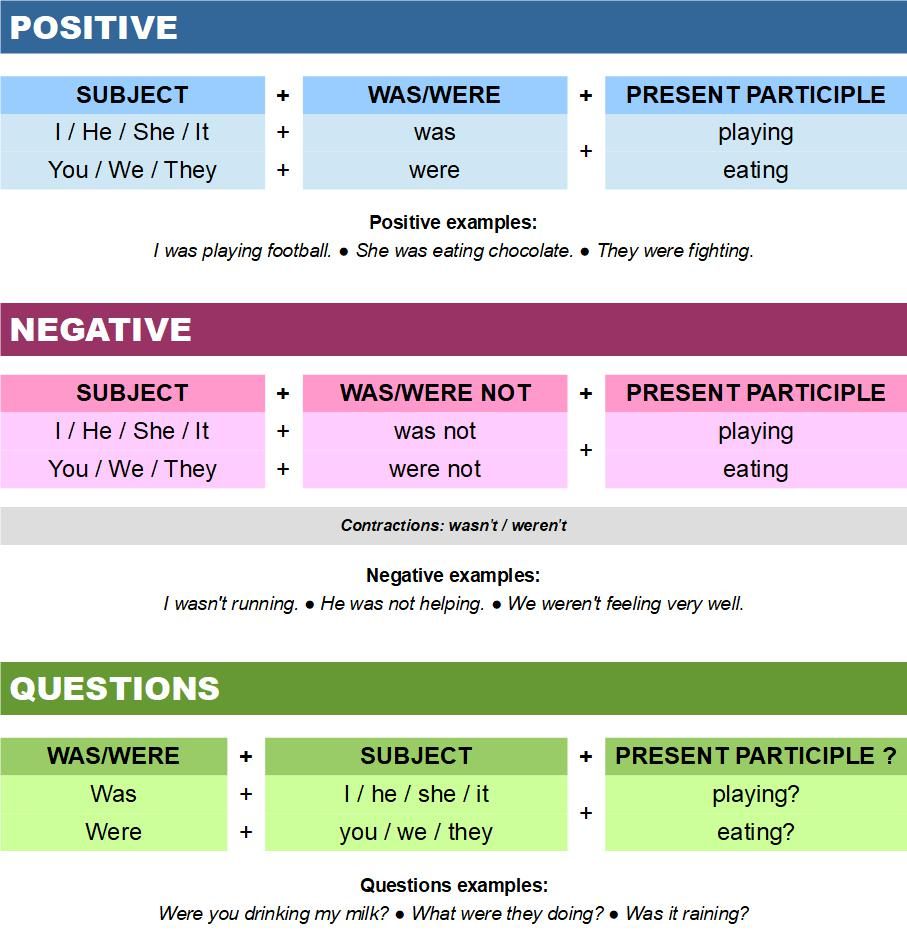 POSITIVE
SUBJECT + WAS/WERE + PRESENT PARTICIPLE
I / He / She / It + was + playing
You / We / They + were eating
Positive examples:
I was playing football. ● She was eating chocolate. ● They were fighting.
NEGATIVE
SUBJECT + WAS/WERE NOT + PRESENT PARTICIPLE
I / He / She / It + was not + playing
You / We / They + were not eating
Contractions: wasn't / weren't
Negative examples:
I wasn't running. ● He was not helping. ● We weren't feeling very well.
QUESTIONS
WAS/WERE + SUBJECT + PRESENT PARTICIPLE ?
Was + I / he / she / it + playing?
Were + you / we / they eating?
Questions examples:
Were you drinking my milk? ● What were they doing? ● Was it raining?